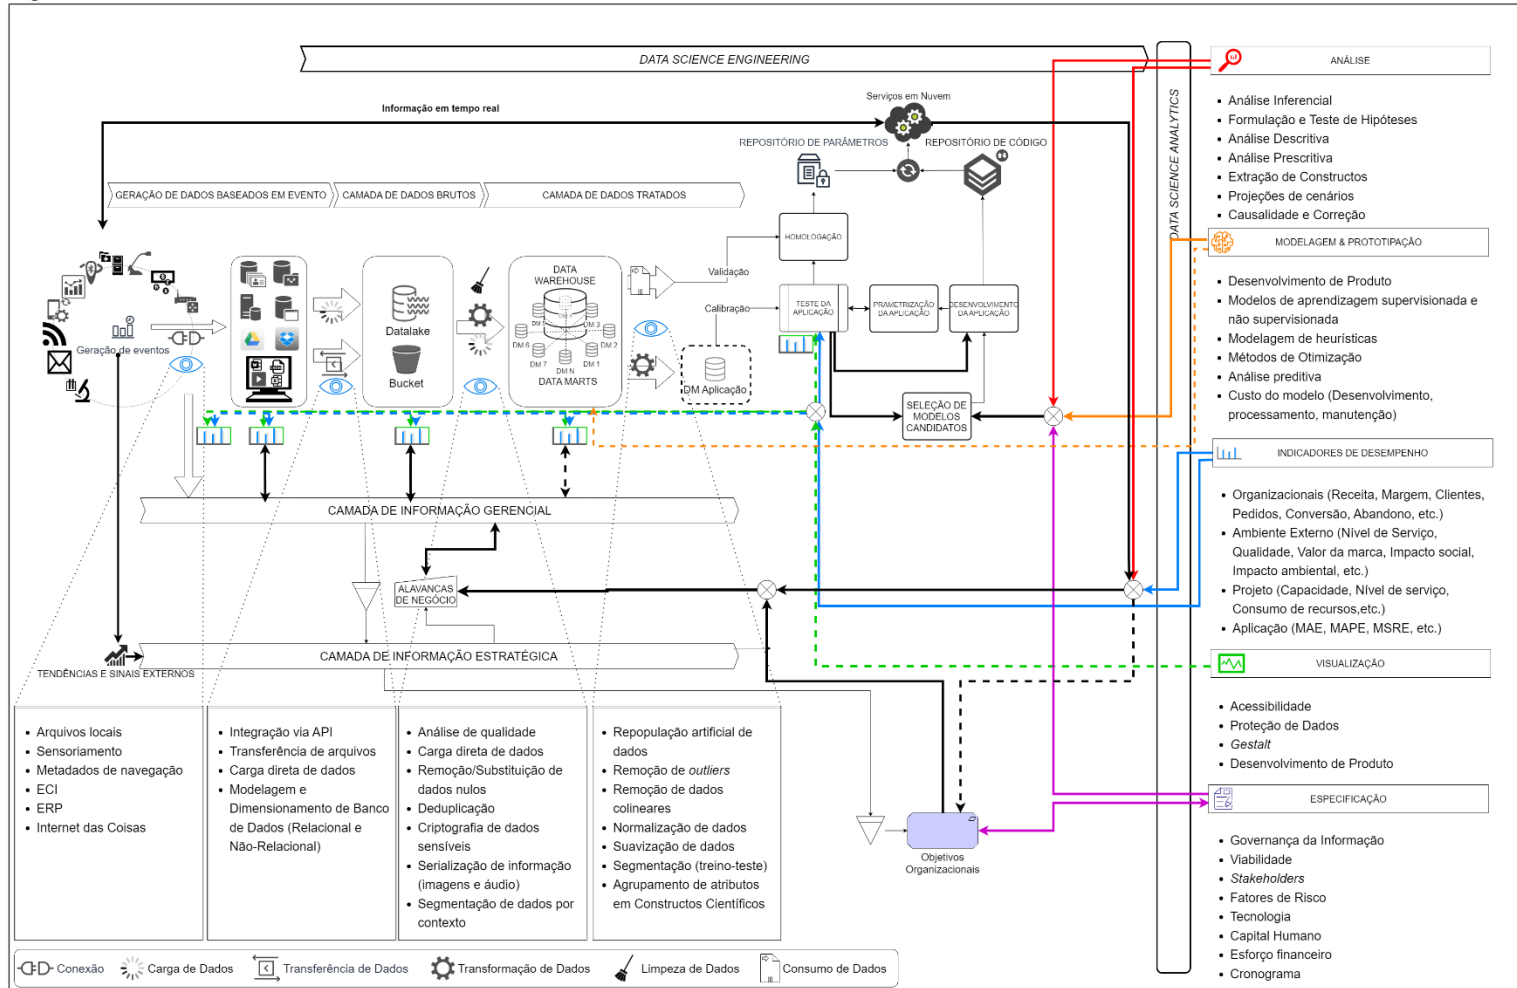 DATA SCIENCE ENGINEERING
DATA SCIENCE ANALYTICS
Informação em tempo real
Serviços em Nuvem
REPOSITÓRIO DE PARÂMETROS
REPOSITÓRIO DE CÓDIGO
GERAÇÃO DE DADOS BASEADOS EM EVENTO
CAMADA DE DADOS BRUTOS
CAMADA DE DADOS TRATADOS
HOMOLOGAÇÃO
Validação
Calibração
TESTE DA
APLICAÇÃO
PRAMETRIZAÇÃO
DA APLICAÇÃO
DESENVOLVIMENTO
DA APLICAÇÃO
Geração de eventos
Datalake
Bucket
DATA
WAREHOUSE
DM 3
DM 6
DM 2
DM 7
DM 1
DM N
DATA MARTS
DM Aplicação
SELEÇÃO DE
MODELOS
CANDIDATOS
CAMADA DE INFORMAÇÃO GERENCIAL
ALAVANCAS
DE NEGÓCIO
CAMADA DE INFORMAÇÃO ESTRATÉGICA
TENDÊNCIAS E SINAIS EXTERNOS
Objetivos
Organizacionais
ANÁLISE
• Análise Inferencial
• Formulação e Teste de Hipóteses
• Análise Descritiva
• Análise Prescritiva
• Extração de Constructos
• Projeções de cenários
• Causalidade e Correção
MODELAGEM & PROTOTIPAÇÃO
• Desenvolvimento de Produto
• Modelos de aprendizagem supervisionada e
não supervisionada
• Modelagem de heurísticas
• Métodos de Otimização
• Análise preditiva
• Custo do modelo (Desenvolvimento,
processamento, manutenção)
INDICADORES DE DESEMPENHO
• Organizacionais (Receita, Margem, Clientes,
Pedidos, Conversão, Abandono, etc.)
• Ambiente Externo (Nível de Serviço,
Qualidade, Valor da marca, Impacto social,
Impacto ambiental, etc.)
• Projeto (Capacidade, Nível de serviço,
Consumo de recursos,etc.)
• Aplicação (MAE, MAPE, MSRE, etc.)
VISUALIZAÇÃO
• Acessibilidade
• Proteção de Dados
• Gestalt
• Desenvolvimento de Produto
ESPECIFICAÇÃO
• Governança da Informação
• Viabilidade
• Stakeholders
• Fatores de Risco
• Tecnologia
• Capital Humano
• Esforço financeiro
• Cronograma
• Arquivos locais
• Sensoriamento
• Metadados de navegação
• ECI
• ERP
• Internet das Coisas
• Integração via API
• Transferência de arquivos
• Carga direta de dados
• Modelagem e
Dimensionamento de Banco
de Dados (Relacional e
Não-Relacional)
• Análise de qualidade
• Carga direta de dados
• Remoção/Substituição de
dados nulos
• Deduplicação
• Criptografia de dados
sensíveis
• Serialização de informação
(imagens e áudio)
• Segmentação de dados por
contexto
• Repopulação artificial de
dados
• Remoção de outliers
• Remoção de dados
colineares
• Normalização de dados
• Suavização de dados
• Segmentação (treino-teste)
• Agrupamento de atributos
em Constructos Científicos
Conexão
Carga de Dados
Transferência de Dados
Transformação de Dados
Limpeza de Dados
Consumo de Dados